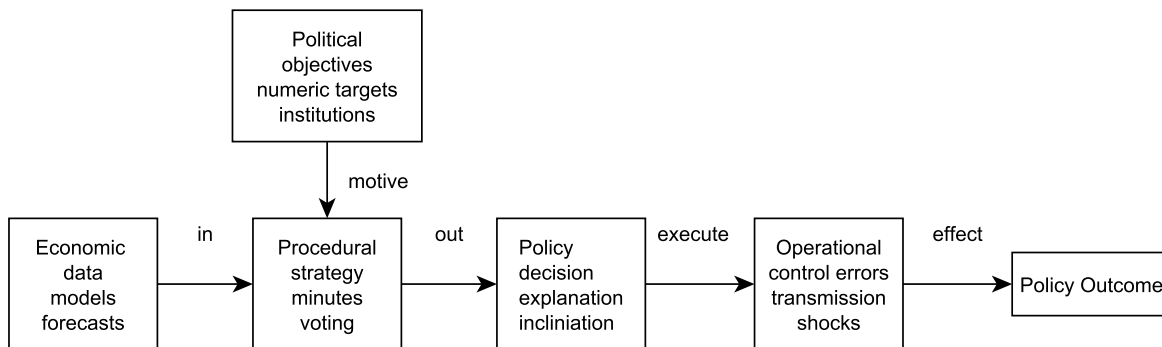 Political
objectives
numeric targets
institutions
motive
Economic
data
models
forecasts
in
Procedural
strategy
minutes
voting
out
Policy
decision
explanation
incliniation
execute
Operational
control errors
transmission
shocks
effect
Policy Outcome